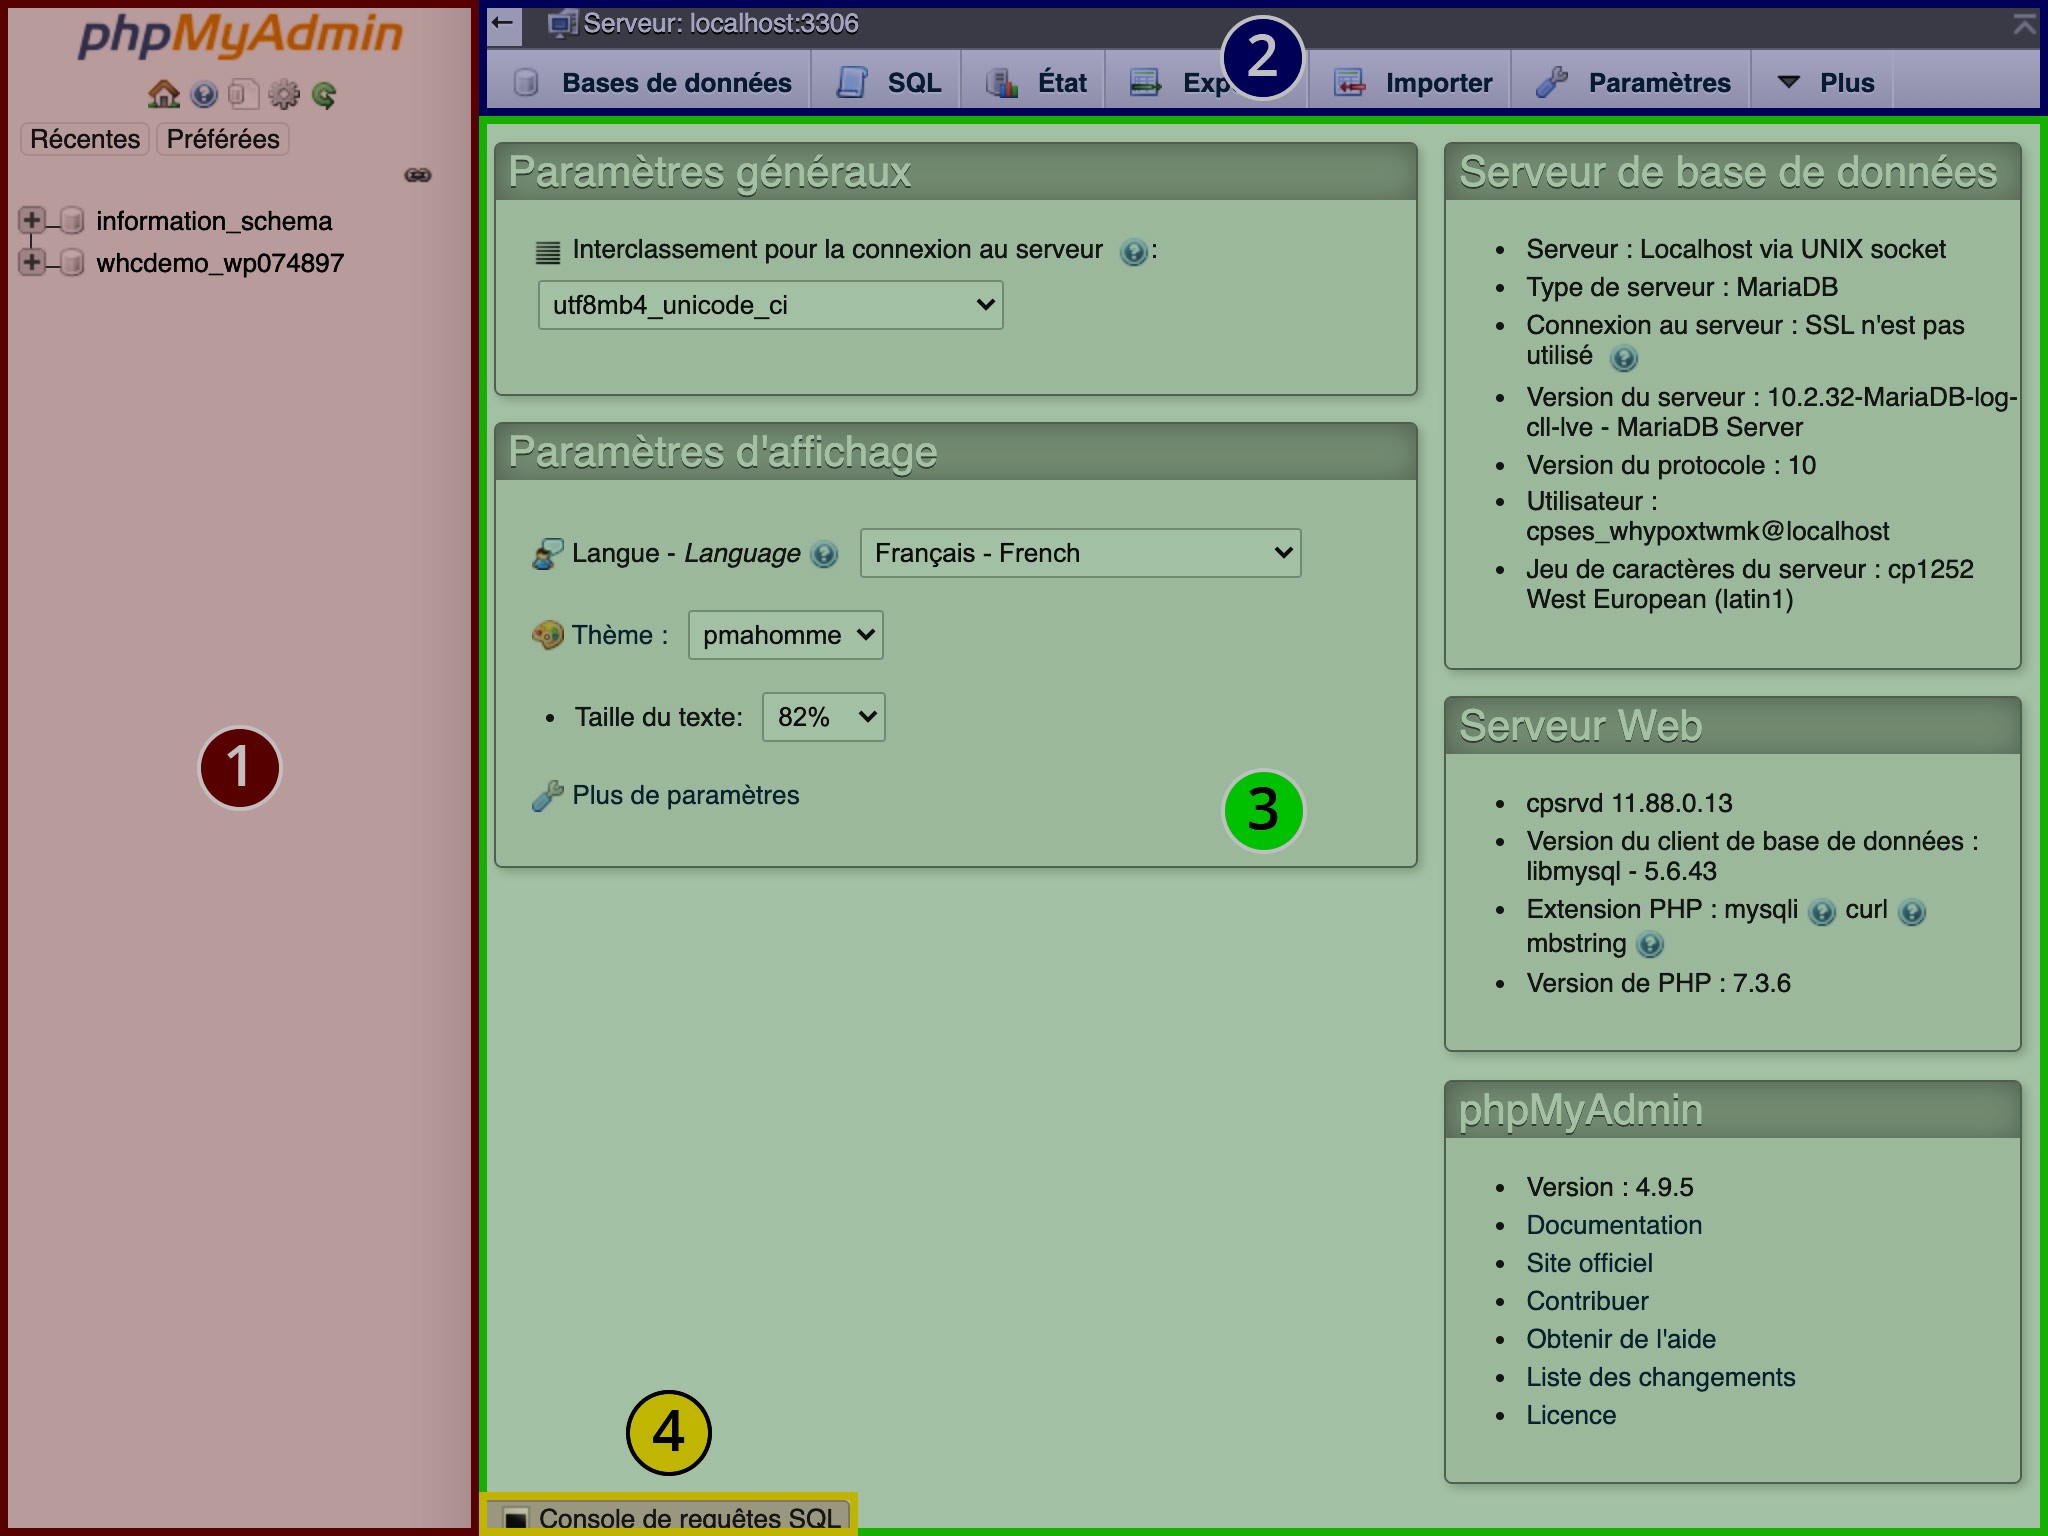 phpMyAdmin
Récentes Préférées
information_schema
whcdemo_wp074897
1
Serveur: localhost:3306
Bases de données SQL État Importer Paramètres Plus
2
Paramètres généraux
Interclassement pour la connexion au serveur :
utf8mb4_unicode_ci
Paramètres d'affichage
Langue - Language Français - French
Thème : pmahomme
Taille du texte: 82%
Plus de paramètres
3
Serveur de base de données
Serveur : Localhost via UNIX socket
Type de serveur : MariaDB
Connexion au serveur : SSL n'est pas
utilisé
Version du serveur : 10.2.32-MariaDB-log-
cll-lve - MariaDB Server
Version du protocole : 10
Utilisateur :
cpses_whypoxtwmk@localhost
Jeu de caractères du serveur : cp1252
West European (latin1)
Serveur Web
cpsrvd 11.88.0.13
Version du client de base de données :
libmysql - 5.6.43
Extension PHP : mysqli curl
mbstring
Version de PHP : 7.3.6
phpMyAdmin
Version : 4.9.5
Documentation
Site officiel
Contribuer
Obtenir de l'aide
Liste des changements
Licence
4
Console de requêtes SQL